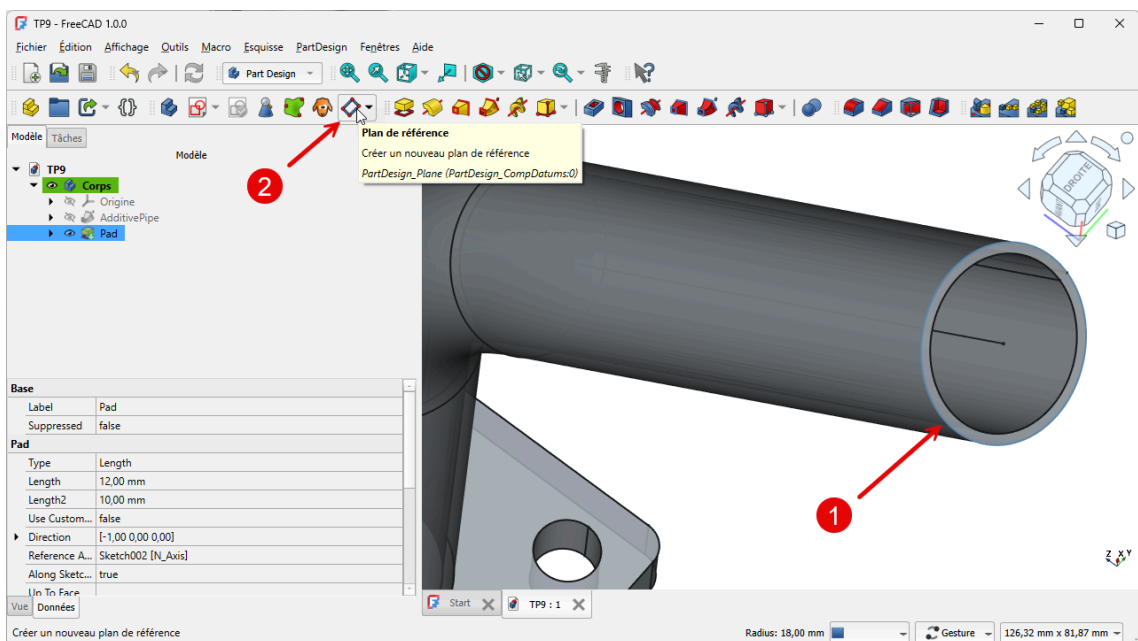 TP9 - FreeCAD 1.0.0
Fichier Édition Affichage Outils Macro Esquisse PartDesign Fenêtres Aide
Part Design
Modèle Tâches
Plan de référence
Créer un nouveau plan de référence
PartDesign_Plane (PartDesign_CompDatums:0)
Modèle
TP9
Corps
Origine
AdditivePipe
Pad
2
DROITE
AVANT
1
Base
Label Pad
Suppressed false
Pad
Type Length
Length 12,00 mm
Length2 10,00 mm
Use Custom... false
Direction [-1,00 0,00 0,00]
Reference A... Sketch002 [N_Axis]
Along Sketc... true
Up To Face
Z X Y
Vue Données
Start TP9 : 1
Créer un nouveau plan de référence
Radius: 18,00 mm Gesture 126,32 mm x 81,87 mm